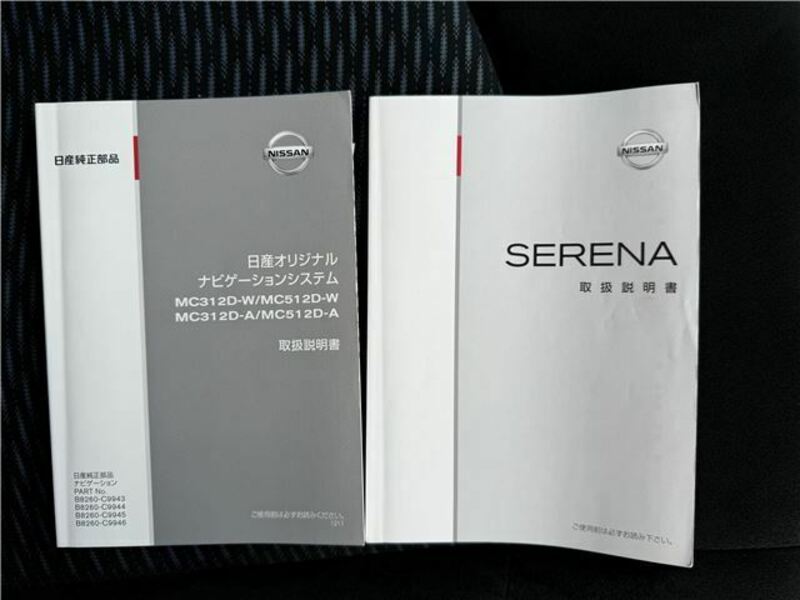 日産純正部品
NISSAN
日産オリジナル
ナビゲーションシステム
MC312D-W/MC512D-W
MC312D-A/MC512D-A
取扱説明書
日産純正部品
ナビゲーション
PART No.
B8260-C9943
B8260-C9944
B8260-C9945
B8260-C9946
ご使用前は必ずお読みください。
NISSAN
SERENA
取扱説明書
ご使用前は必ずお読み下さい。